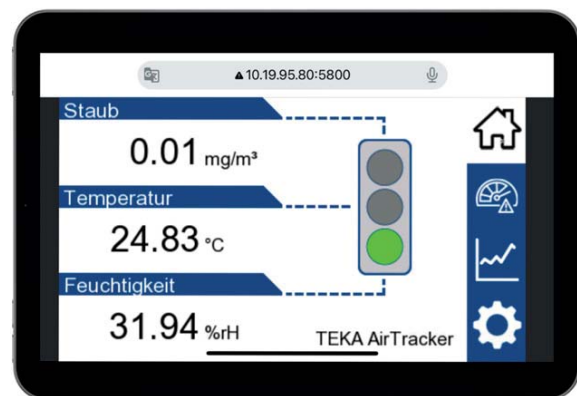 10.19.95.80:5800
Staub
0.01 mg/m³
Temperatur
24.83 °C
Feuchtigkeit
31.94 %rH
TEKA AirTracker